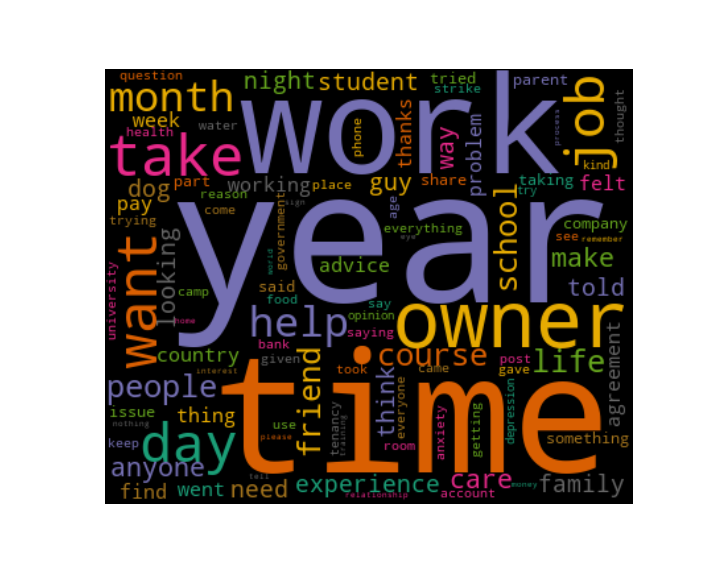 question
night
student
tried
parent
strike
month
work
job
thought
week
health
water
phone
thanks
way
problem
process
kind
take
dog
part
working
place
guy
share
taking
try
felt
reason
pay
trying
come
sign
government
age
year
school
company
everything
see
remember
eye
want
looking
world
advice
make
university
camp
said
food
told
say
home
help
opinion
owner
saying
bank
agreement
country
given
interest
friend
took
course
think
came
post
gave
life
people
time
issue
nothing
thing
use
please
tenancy
training
everyone
room
anxiety
getting
depression
something
keep
day
anyone
tell
find
went
need
experience
relationship
care
account
money
family